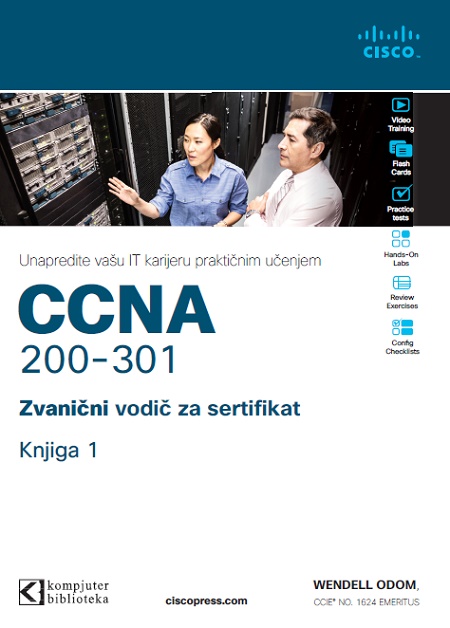 CISCO
Video
Training
Flash
Cards
Practice
tests
Hands-On
Labs
Review
Exercises
Config
Checklists
Unapredite vašu IT karijeru praktičnim učenjem
CCNA
200-301
Zvanični vodič za sertifikat
Knjiga 1
kompjuter
biblioteka
ciscopress.com
WENDELL ODOM,
CCIE® NO. 1624 EMERITUS